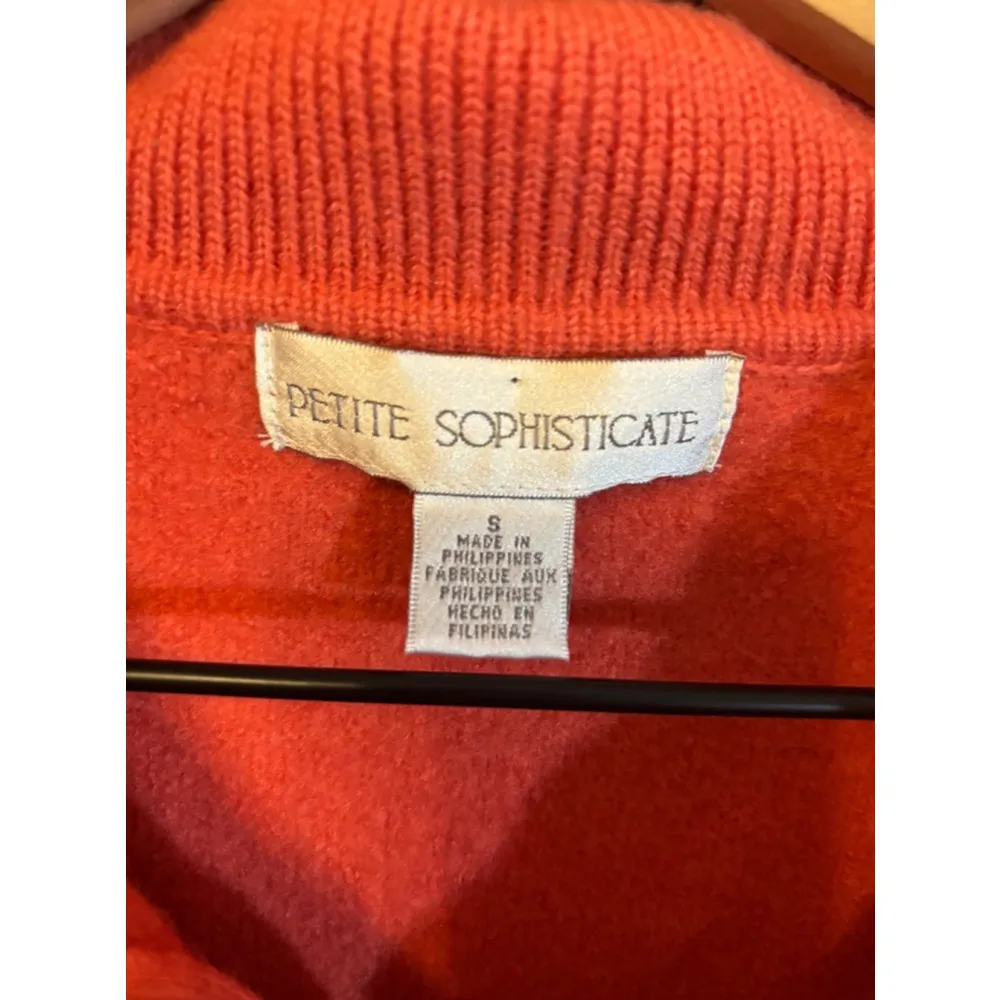 PETITE SOPHISTICATE
S
MADE IN
PHILIPPINES
FABRIQUE AUX
PHILIPPINES
HECHO EN
FILIPINAS